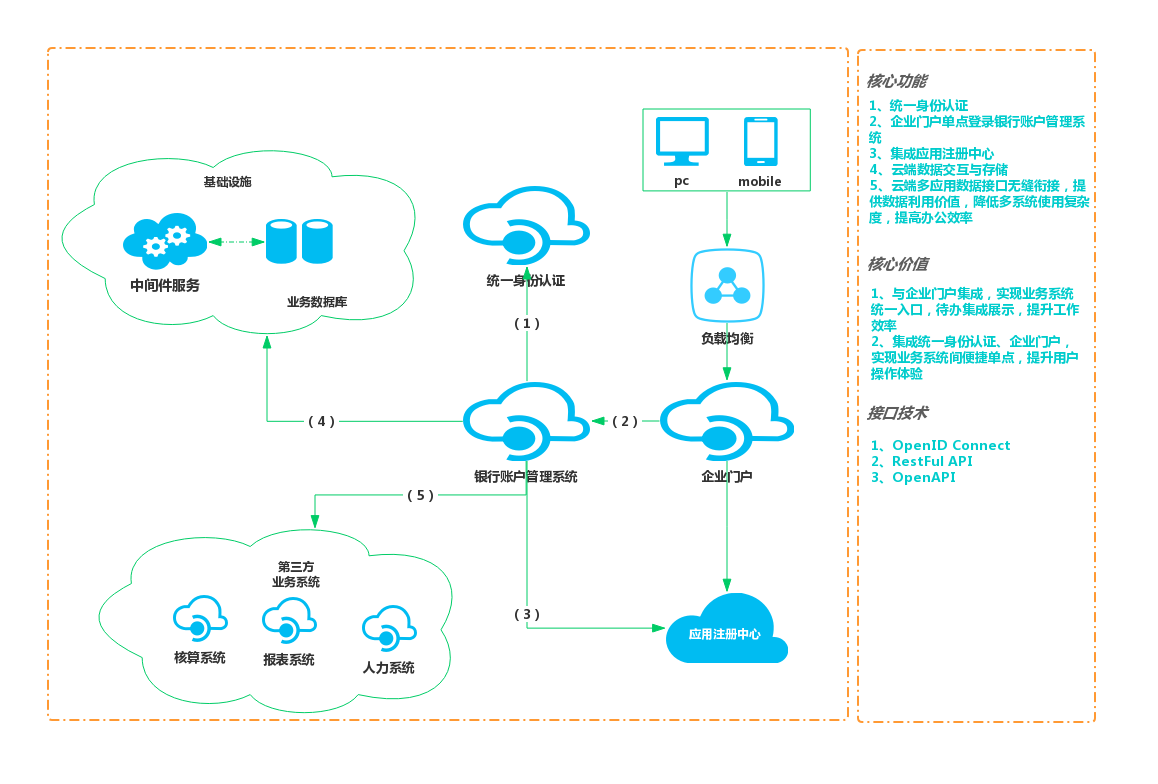 基础设施
中间件服务
业务数据库
统一身份认证
（1）
pc
mobile
负载均衡
（4）
（2）
银行账户管理系统
企业门户
（5）
第三方
业务系统
核算系统
报表系统
人力系统
（3）
应用注册中心
核心功能
1、统一身份认证
2、企业门户单点登录银行账户管理系
统
3、集成应用注册中心
4、云端数据交互与存储
5、云端多应用数据接口无缝衔接，提
供数据利用价值，降低多系统使用复杂
度，提高办公效率
核心价值
1、与企业门户集成，实现业务系统
统一入口，待办集成展示，提升工作
效率
2、集成统一身份认证、企业门户，
实现业务系统间便捷单点，提升用户
操作体验
接口技术
1、OpenID Connect
2、RestFul API
3、OpenAPI